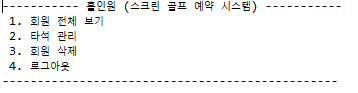 ----------- 홀인원 (스크린 골프 예약 시스템) -----------
1. 회원 전체 보기
2. 타석 관리
3. 회원 삭제
4. 로그아웃
------------------------------------------------